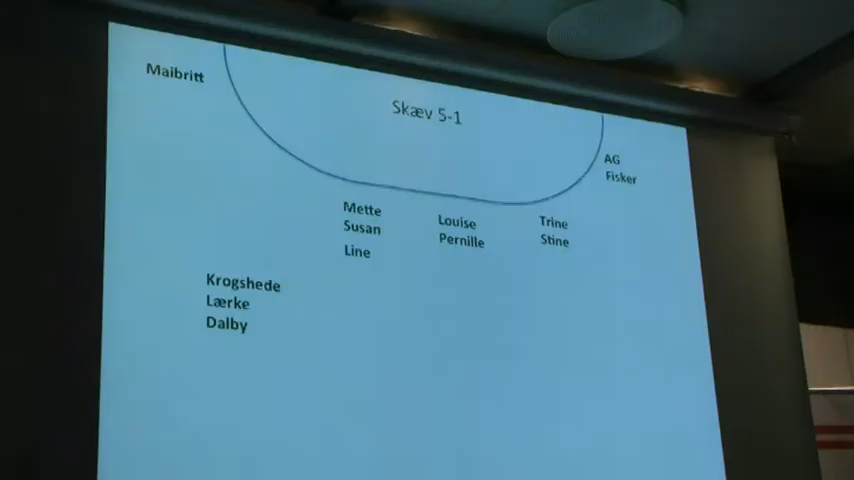 Skæv 5-1
Maibritt
AG
Fisker
Mette
Susan
Line
Louise
Pernille
Trine
Stine
Krogshede
Lærke
Dalby